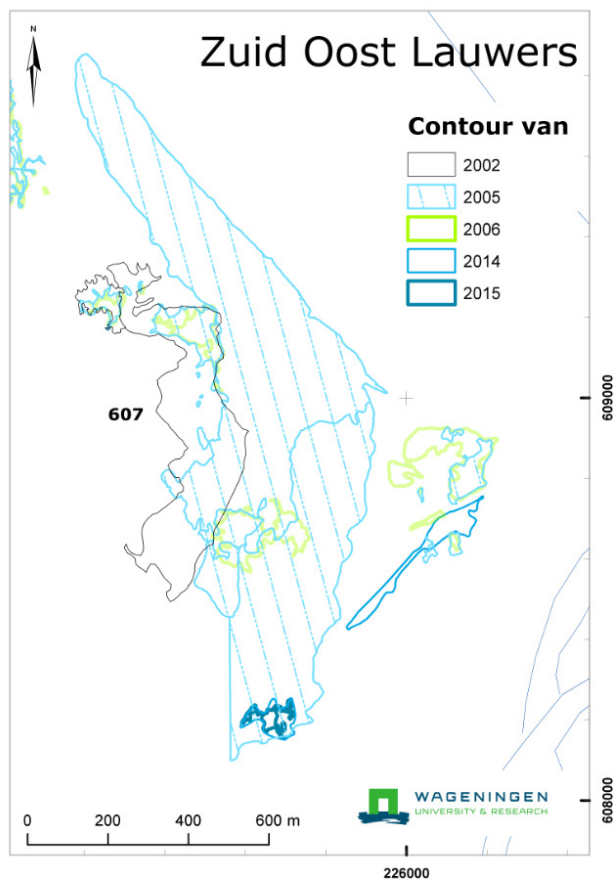 Zuid Oost Lauwers
N
Contour van
2002
2005
2006
2014
2015
607
609000
608000
WAGENINGEN
UNIVERSITY & RESEARCH
0 200 400 600 m
226000